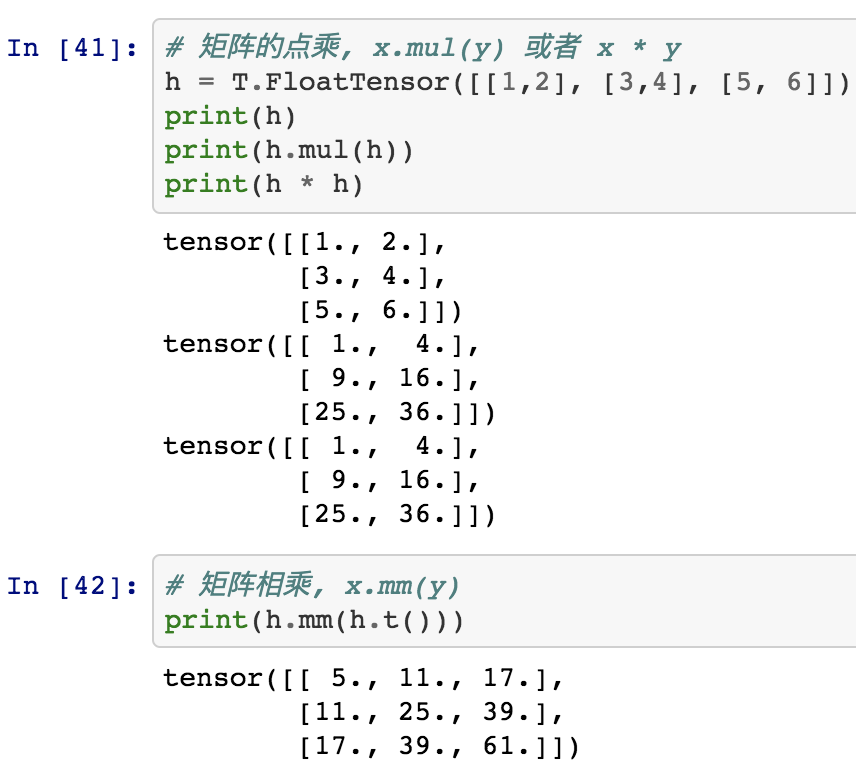 In [41]: # 矩阵的点乘, x.mul(y) 或者 x * y
h = T.FloatTensor([[1,2], [3,4], [5, 6]])
print(h)
print(h.mul(h))
print(h * h)
tensor([[1., 2.],
        [3., 4.],
        [5., 6.]])
tensor([[ 1.,  4.],
        [ 9., 16.],
        [25., 36.]])
tensor([[ 1.,  4.],
        [ 9., 16.],
        [25., 36.]])
In [42]: # 矩阵相乘, x.mm(y)
print(h.mm(h.t()))
tensor([[ 5., 11., 17.],
        [11., 25., 39.],
        [17., 39., 61.]])